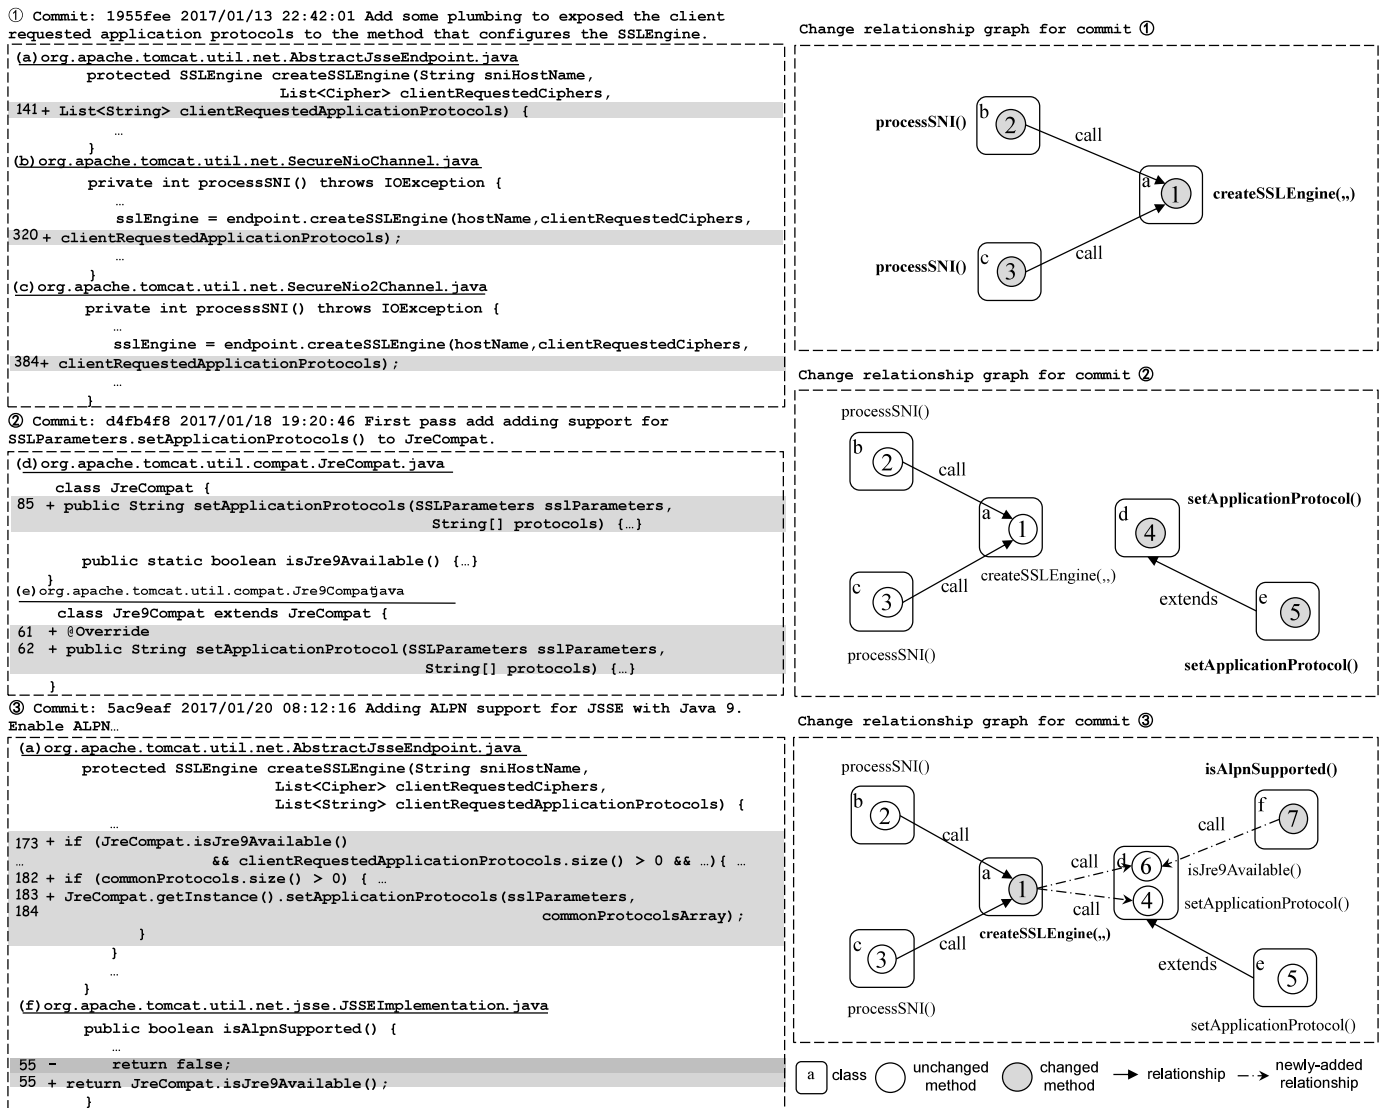 ① Commit: 1955fee 2017/01/13 22:42:01 Add some plumbing to exposed the client
requested application protocols to the method that configures the SSLEngine.
(a)org.apache.tomcat.util.net.AbstractJsseEndpoint.java
protected SSLEngine createSSLEngine(String sniHostName,
List<Cipher> clientRequestedCiphers,
141 + List<String> clientRequestedApplicationProtocols) {
…
}
(b)org.apache.tomcat.util.net.SecureNioChannel.java
private int processSNI() throws IOException {
…
sslEngine = endpoint.createSSLEngine(hostName,clientRequestedCiphers,
320 + clientRequestedApplicationProtocols);
…
}
(c)org.apache.tomcat.util.net.SecureNio2Channel.java
private int processSNI() throws IOException {
…
sslEngine = endpoint.createSSLEngine(hostName,clientRequestedCiphers,
384+ clientRequestedApplicationProtocols);
…
}
② Commit: d4fb4f8 2017/01/18 19:20:46 First pass add adding support for
SSLParameters.setApplicationProtocols() to JreCompat.
(d)org.apache.tomcat.util.compat.JreCompat.java
class JreCompat {
85 + public String setApplicationProtocols(SSLParameters sslParameters,
String[] protocols) {…}
public static boolean isJre9Available() {…}
}
(e)org.apache.tomcat.util.compat.Jre9Compat.java
class Jre9Compat extends JreCompat {
61 + @Override
62 + public String setApplicationProtocol(SSLParameters sslParameters,
String[] protocols) {…}
}
③ Commit: 5ac9eaf 2017/01/20 08:12:16 Adding ALPN support for JSSE with Java 9.
Enable ALPN…
(a)org.apache.tomcat.util.net.AbstractJsseEndpoint.java
protected SSLEngine createSSLEngine(String sniHostName,
List<Cipher> clientRequestedCiphers,
List<String> clientRequestedApplicationProtocols) {
…
173 + if (JreCompat.isJre9Available()
… && clientRequestedApplicationProtocols.size() > 0 && …){ …
182 + if (commonProtocols.size() > 0) { …
183 + JreCompat.getInstance().setApplicationProtocols(sslParameters,
184 commonProtocolsArray);
}
}
…
}
(f)org.apache.tomcat.util.net.jsse.JSSEImplementation.java
public boolean isAlpnSupported() {
…
55 - return false;
55 + return JreCompat.isJre9Available();
}
Change relationship graph for commit ①
processSNI()
b
2
call
a
1
createSSLEngine(,,)
processSNI()
c
3
call
Change relationship graph for commit ②
processSNI()
b
2
call
a
1
createSSLEngine(,,)
c
3
call
processSNI()
setApplicationProtocol()
d
4
extends
e
5
setApplicationProtocol()
Change relationship graph for commit ③
processSNI()
b
2
call
a
1
createSSLEngine(,,)
c
3
call
processSNI()
isAlpnSupported()
f
7
call
call
d
6
isJre9Available()
4
call
setApplicationProtocol()
extends
e
5
setApplicationProtocol()
a class
unchanged method
changed method
relationship
newly-added relationship